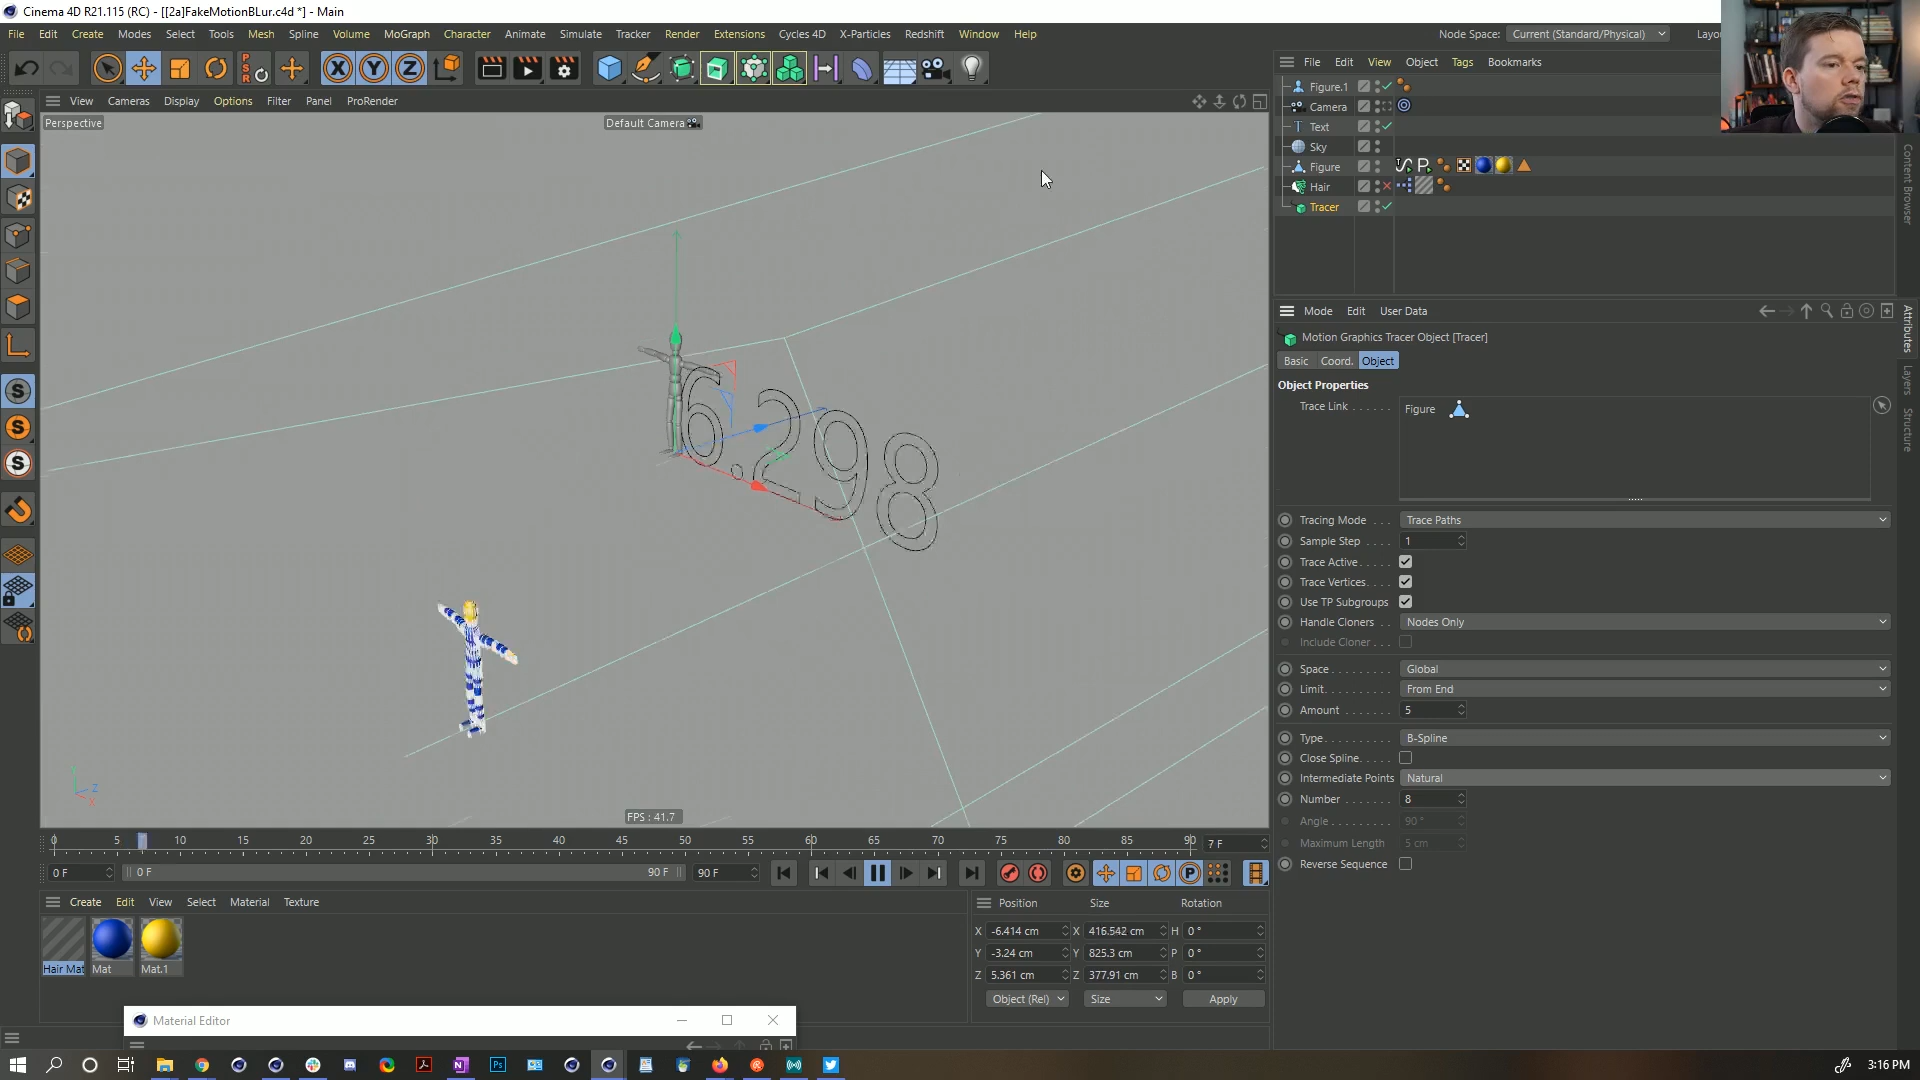 Cinema 4D R21.115 (RC) - [[2a]FakeMotionBLur.c4d *] - Main
File Edit Create Modes Select Tools Mesh Spline Volume MoGraph Character Animate Simulate Tracker Render Extensions Cycles 4D X-Particles Redshift Window Help Node Space: Current (Standard/Physical)
P S R X Y Z
File Edit View Object Tags Bookmarks
View Cameras Display Options Filter Panel ProRender
Perspective Default Camera
Figure.1
Camera
Text
Sky
Figure
Hair
Tracer
Content Browser
Mode Edit User Data
Attributes
Layers
Structure
Motion Graphics Tracer Object [Tracer]
Basic Coord. Object
Object Properties
Trace Link Figure
Tracing Mode Trace Paths
Sample Step 1
Trace Active
Trace Vertices
Use TP Subgroups
Handle Cloners Nodes Only
Include Cloner
Space Global
Limit From End
Amount 5
Type B-Spline
Close Spline
Intermediate Points Natural
Number 8
Angle 90 °
Maximum Length 5 cm
Reverse Sequence
S
S
S
6.298
Y Z X
FPS : 41.7
0 5 10 15 20 25 30 35 40 45 50 55 60 65 70 75 80 85 90 7 F
0 F 0 F 90 F 90 F P
Create Edit View Select Material Texture
Hair Mat Mat Mat.1
Position Size Rotation
X -6.414 cm X 416.542 cm H 0 °
Y -3.24 cm Y 825.3 cm P 0 °
Z 5.361 cm Z 377.91 cm B 0 °
Object (Rel) Size Apply
Material Editor
3:16 PM